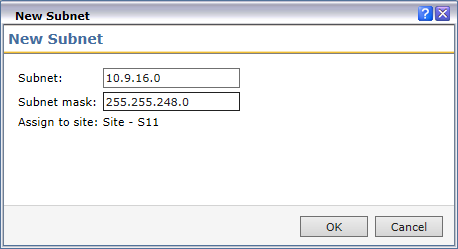 New Subnet
New Subnet
Subnet: 10.9.16.0
Subnet mask: 255.255.248.0
Assign to site: Site - S11
OK Cancel